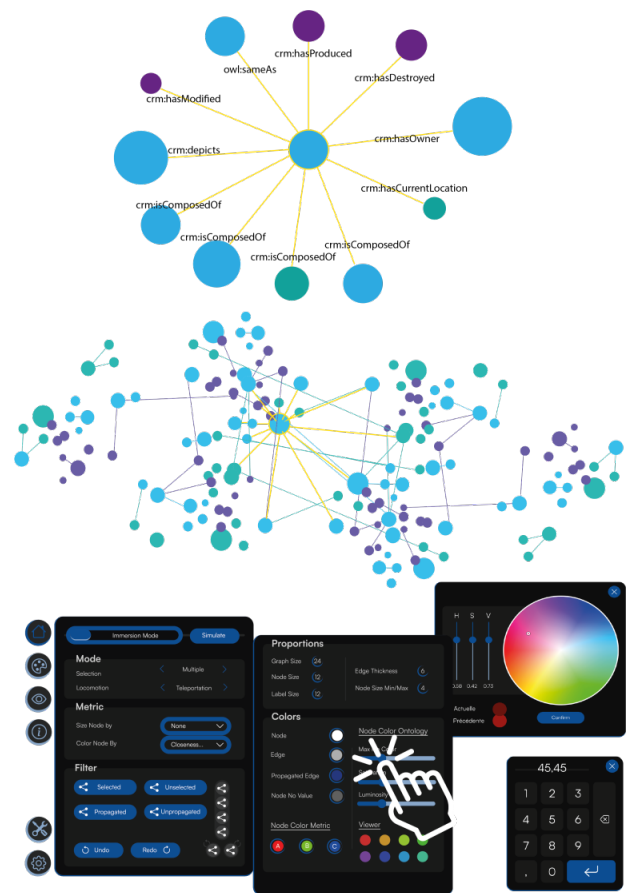 crm:hasProduced
owl:sameAs
crm:hasDestroyed
crm:hasModified
crm:hasOwner
crm:depicts
crm:hasCurrentLocation
crm:isComposedOf
crm:isComposedOf
crm:isComposedOf
crm:isComposedOf
Immersion Mode
Simulate
Mode
Selection
Multiple
Locomotion
Teleportation
Metric
Size Node by
None
Color Node By
Closeness...
Filter
Selected
Unselected
Propagated
Unpropagated
Undo
Redo
Proportions
Graph Size 24
Node Size 12
Label Size 12
Edge Thickness 6
Node Size Min/Max 4
Colors
Node
Edge
Propagated Edge
Node No Value
Node Color Metric
A B C
Node Color Ontology
Luminosity
Viewer
H S V
0.42 0.73
Actuelle
Précedente
Confirm
45,45
1 2 3
4 5 6
7 8 9
, 0